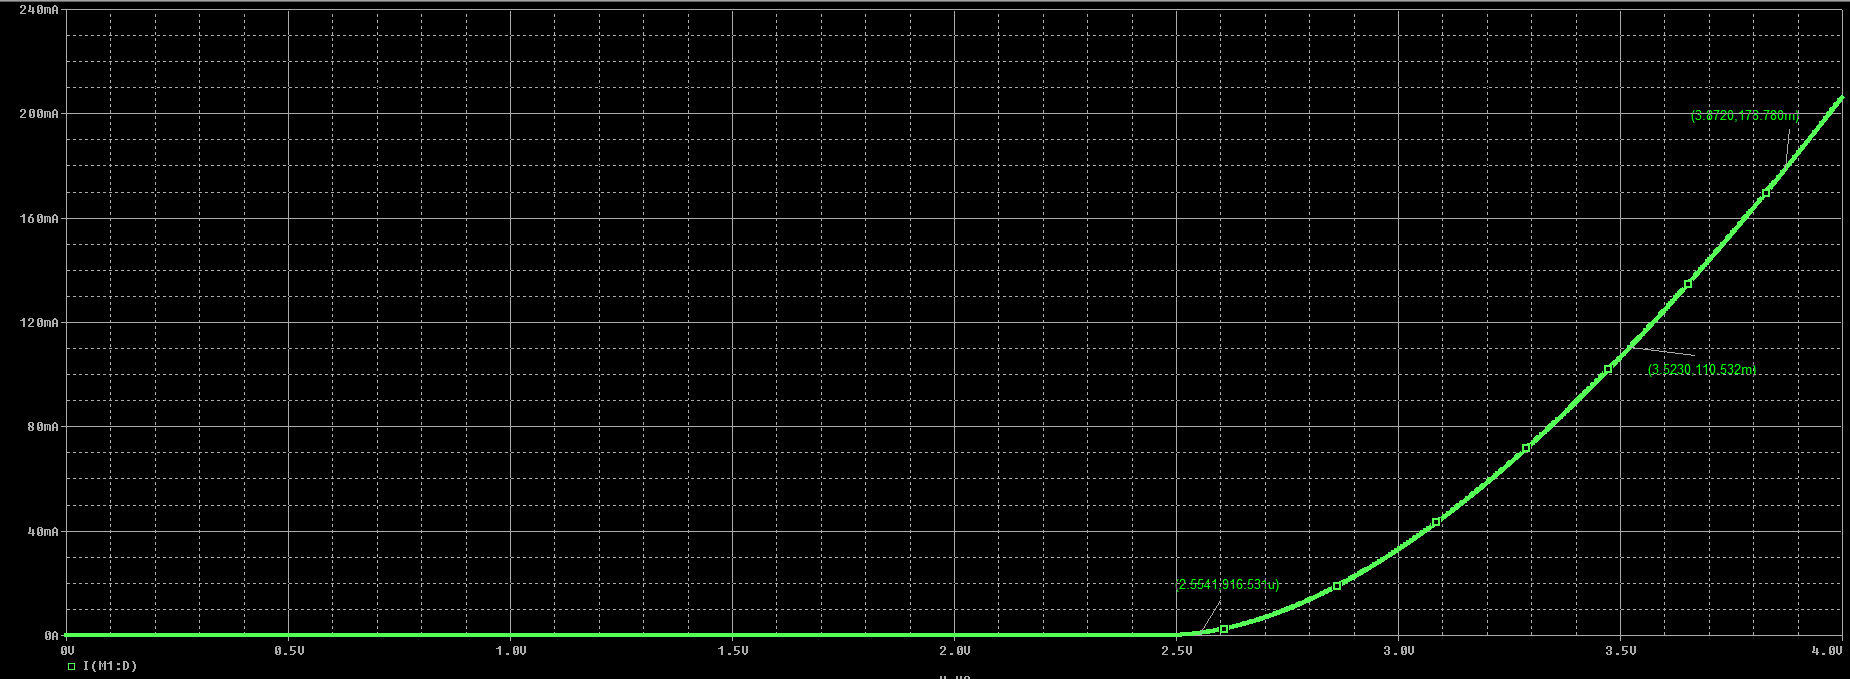 240mA
200mA
(3.8720,178.780m)
160mA
120mA
(3.5230,110.532m)
80mA
40mA
(2.5541,916.531u)
0A
0V 0.5V 1.0V 1.5V 2.0V 2.5V 3.0V 3.5V 4.0V
I(M1:D)